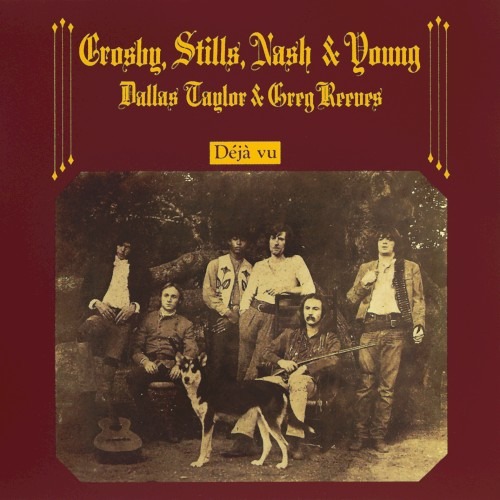 Crosby, Stills, Nash & Young
Dallas Taylor & Greg Reeves
Déjà vu